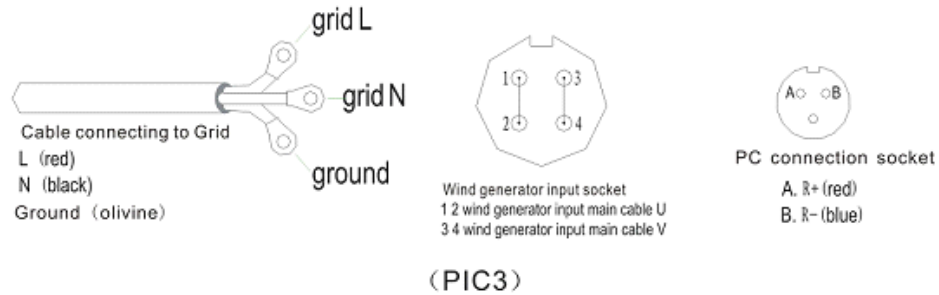 grid L
grid N
ground
Cable connecting to Grid
L (red)
N (black)
Ground (olivine)
1 3
2 4
Wind generator input socket
1 2 wind generator input main cable U
3 4 wind generator input main cable V
A B
PC connection socket
A. R+(red)
B. R-(blue)
(PIC3)